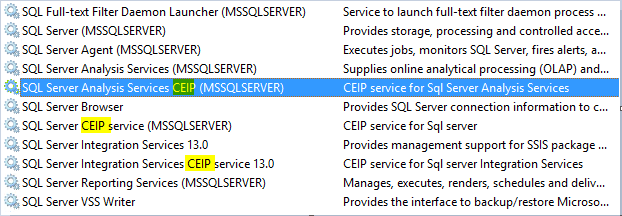 SQL Full-text Filter Daemon Launcher (MSSQLSERVER) Service to launch full-text filter daemon process ...
SQL Server (MSSQLSERVER) Provides storage, processing and controlled acce...
SQL Server Agent (MSSQLSERVER) Executes jobs, monitors SQL Server, fires alerts, a...
SQL Server Analysis Services (MSSQLSERVER) Supplies online analytical processing (OLAP) and...
SQL Server Analysis Services CEIP (MSSQLSERVER) CEIP service for Sql Server Analysis Services
SQL Server Browser Provides SQL Server connection information to c...
SQL Server CEIP service (MSSQLSERVER) CEIP service for Sql server
SQL Server Integration Services 13.0 Provides management support for SSIS package ...
SQL Server Integration Services CEIP service 13.0 CEIP service for Sql server Integration Services
SQL Server Reporting Services (MSSQLSERVER) Manages, executes, renders, schedules and deliv...
SQL Server VSS Writer Provides the interface to backup/restore Microso...